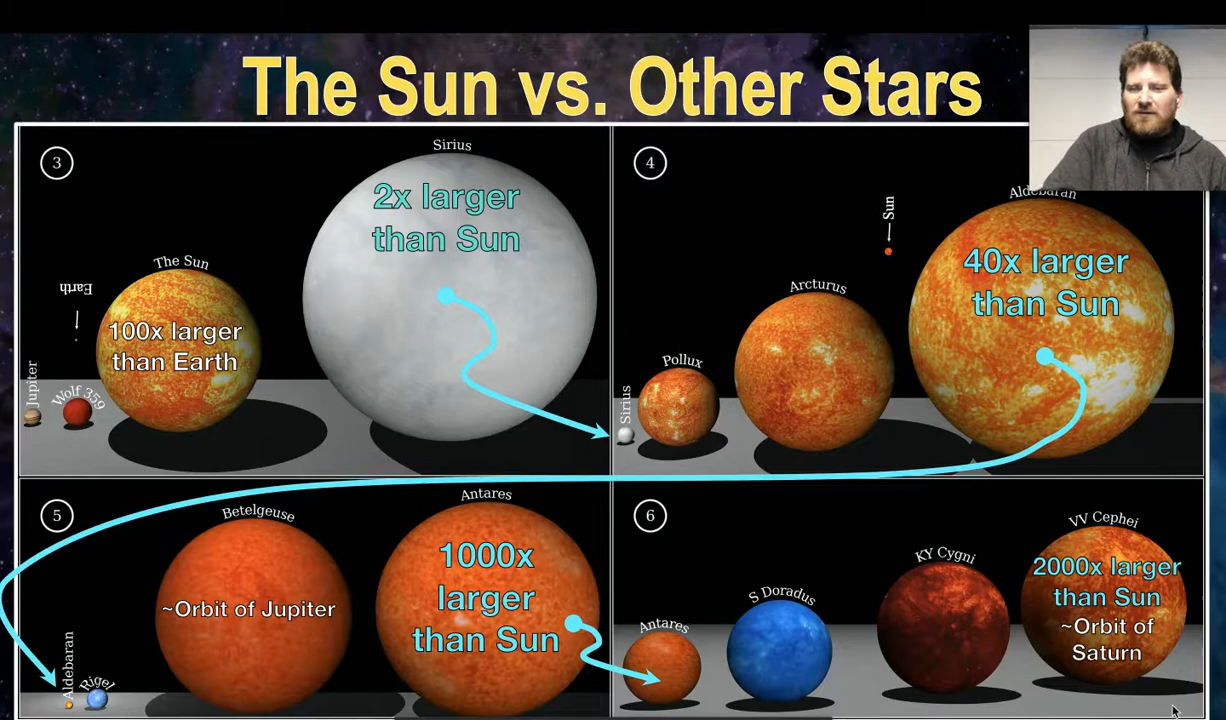 The Sun vs. Other Stars
3
Sirius
2x larger
than Sun
The Sun
Earth
100x larger
than Earth
Jupiter
Wolf 359
4
Aldebaran
Sun
40x larger
than Sun
Arcturus
Pollux
Sirius
5
Betelgeuse
Antares
1000x
larger
than Sun
~Orbit of Jupiter
Aldebaran
Rigel
6
VV Cephei
KY Cygni
2000x larger
than Sun
~Orbit of
Saturn
S Doradus
Antares